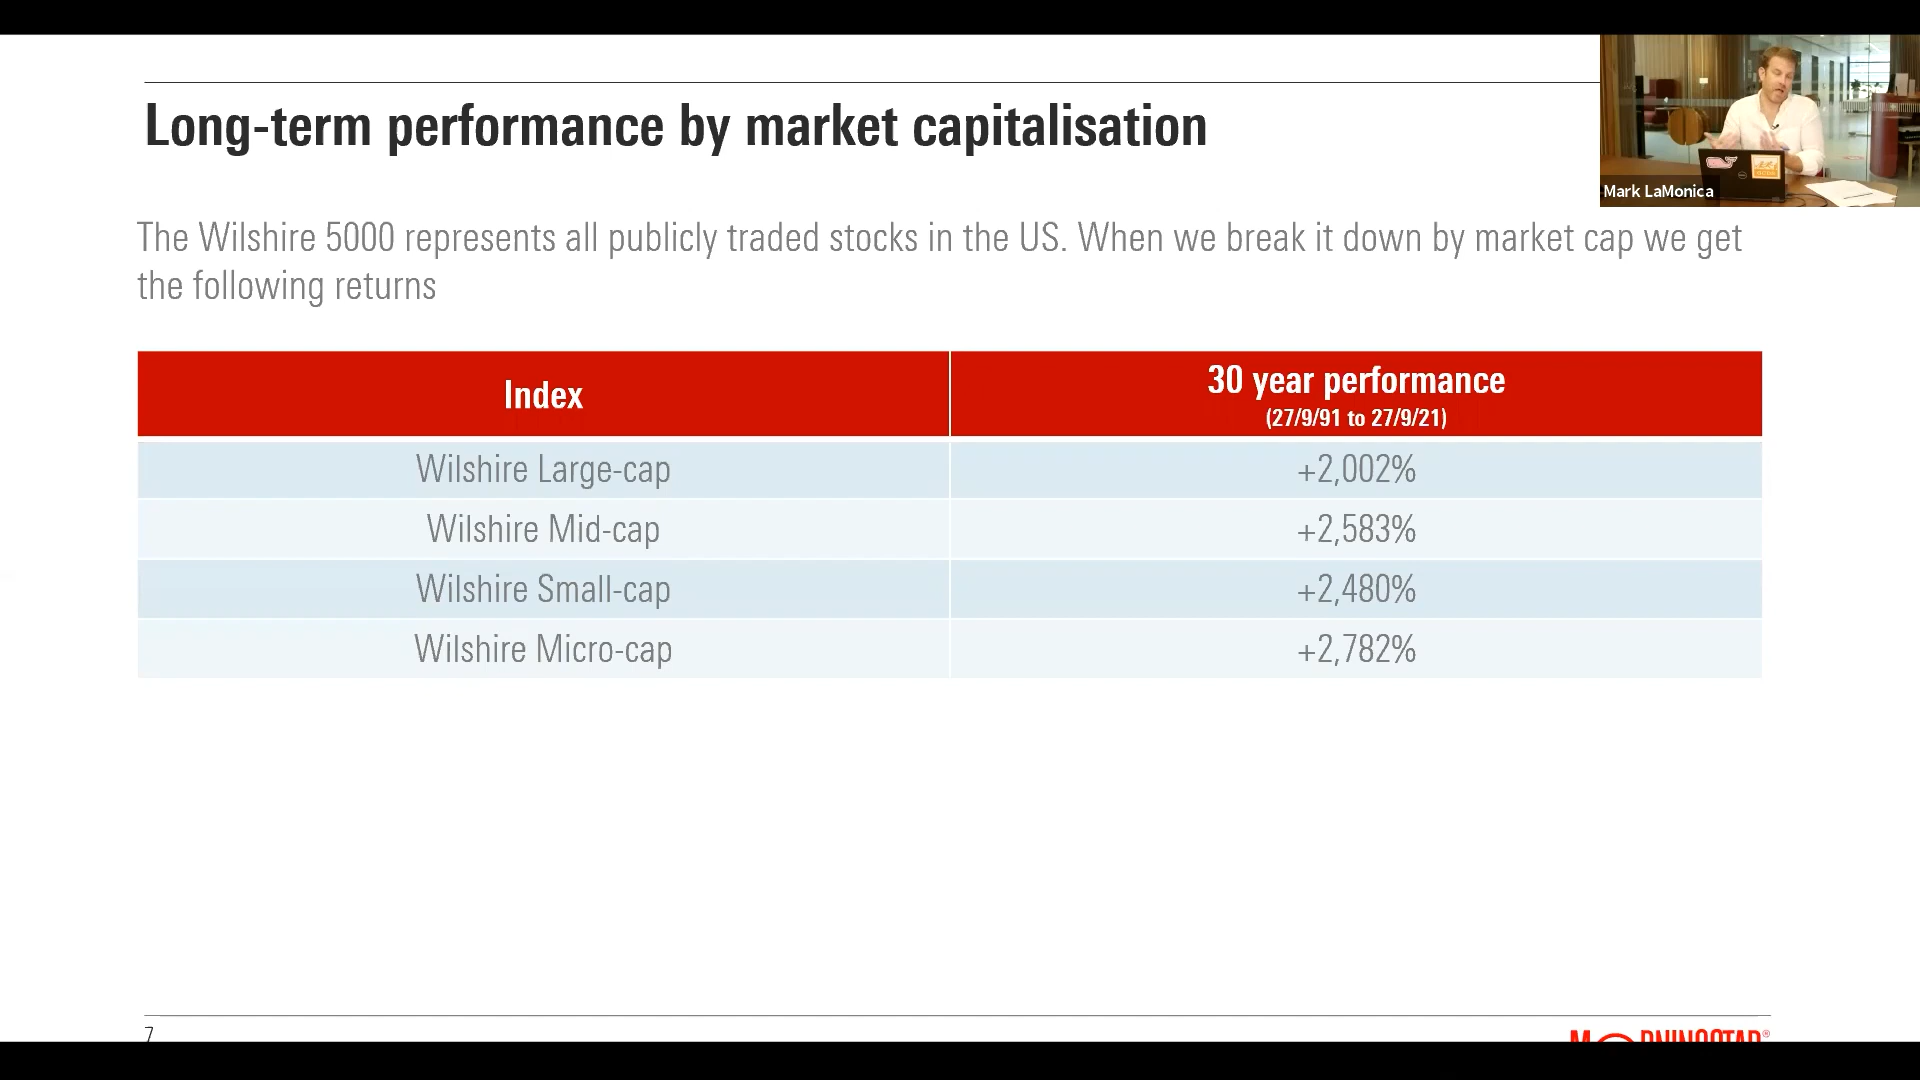 Long-term performance by market capitalisation
Mark LaMonica
The Wilshire 5000 represents all publicly traded stocks in the US. When we break it down by market cap we get
the following returns
Index
30 year performance
(27/9/91 to 27/9/21)
Wilshire Large-cap
+2,002%
Wilshire Mid-cap
+2,583%
Wilshire Small-cap
+2,480%
Wilshire Micro-cap
+2,782%
7
MORNINGSTAR®